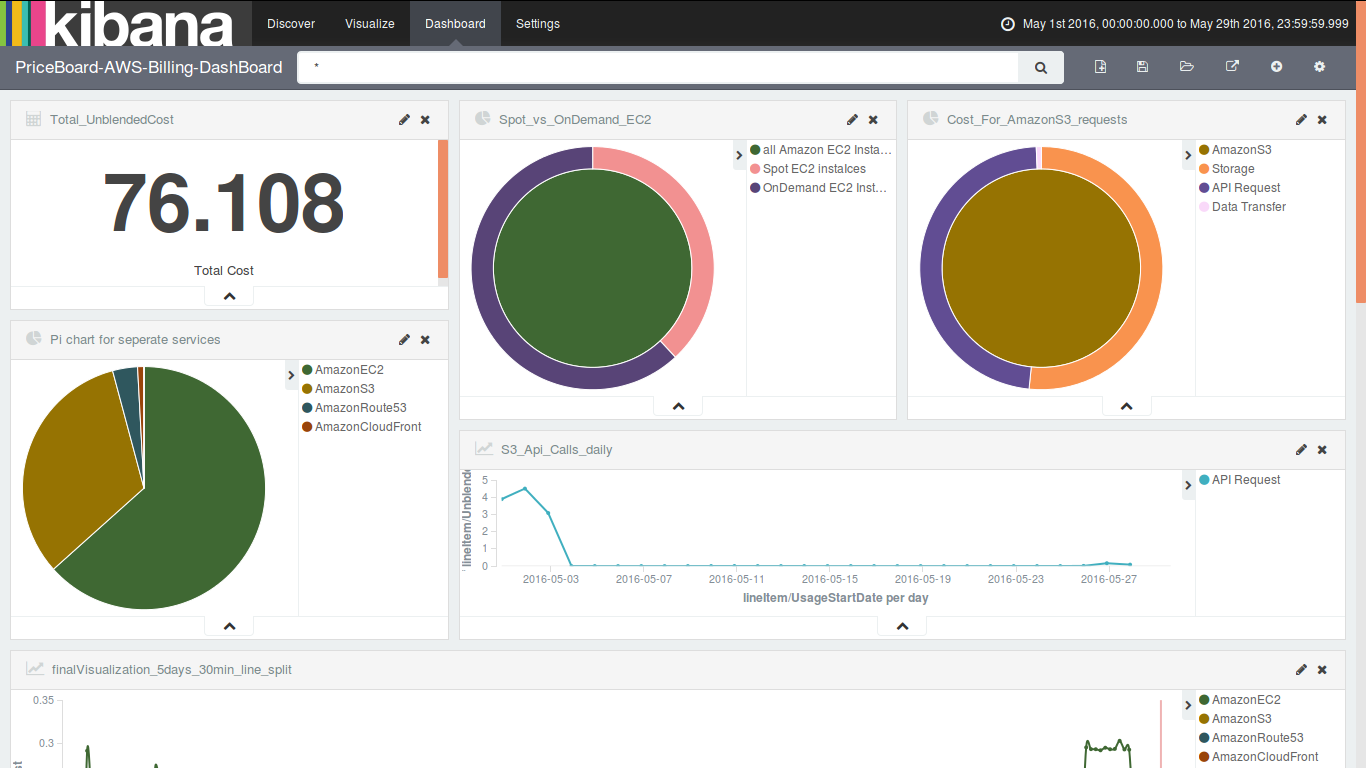 kibana
Discover Visualize Dashboard Settings
May 1st 2016, 00:00:00.000 to May 29th 2016, 23:59:59.999
PriceBoard-AWS-Billing-DashBoard
*
Total_UnblendedCost
76.108
Total Cost
Spot_vs_OnDemand_EC2
all Amazon EC2 Insta...
Spot EC2 instalces
OnDemand EC2 Inst...
Cost_For_AmazonS3_requests
AmazonS3
Storage
API Request
Data Transfer
Pi chart for seperate services
AmazonEC2
AmazonS3
AmazonRoute53
AmazonCloudFront
S3_Api_Calls_daily
lineItem/Unblend
5
4
3
2
1
0
2016-05-03 2016-05-07 2016-05-11 2016-05-15 2016-05-19 2016-05-23 2016-05-27
lineItem/UsageStartDate per day
API Request
finalVisualization_5days_30min_line_split
0.35
0.3
st
AmazonEC2
AmazonS3
AmazonRoute53
AmazonCloudFront